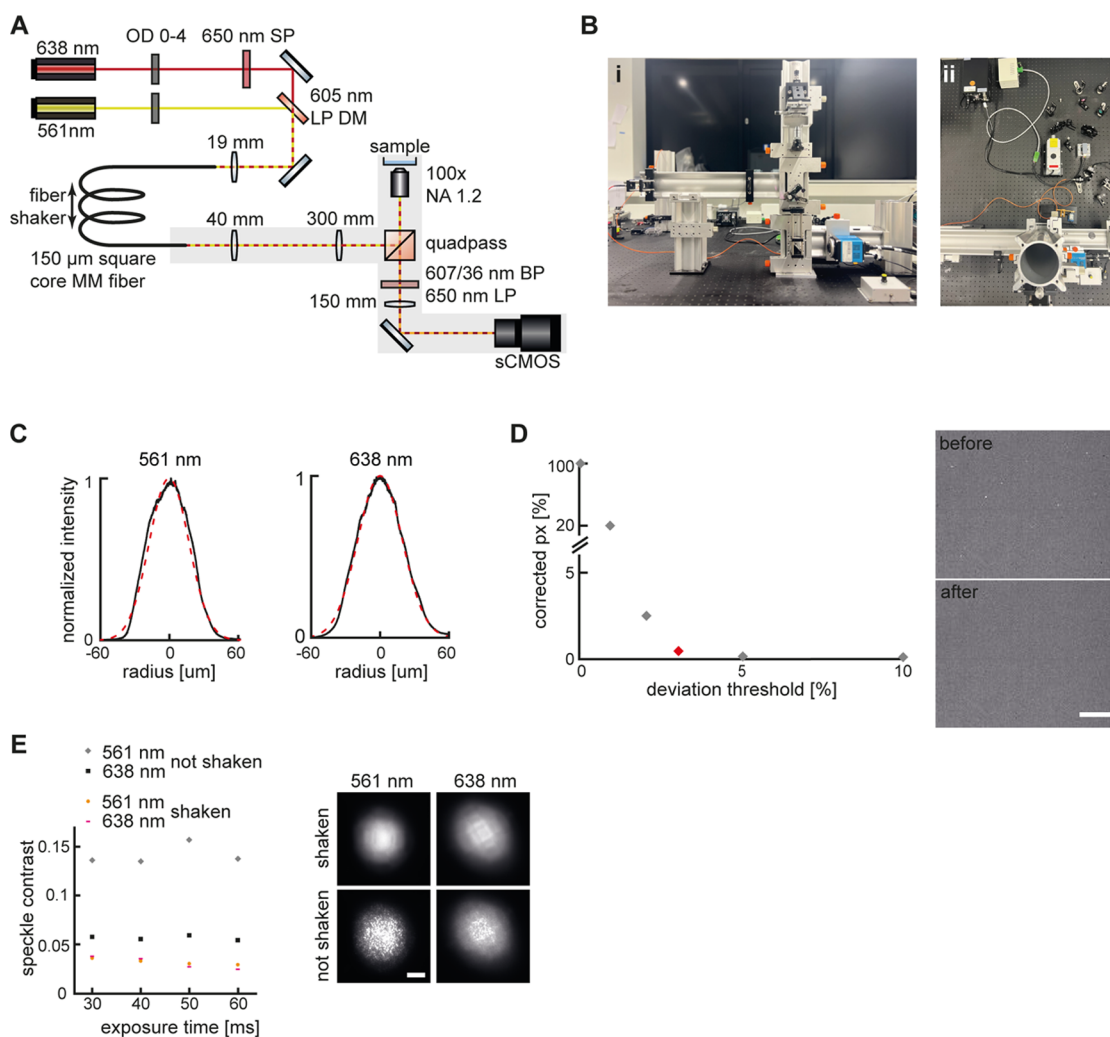 A
638 nm
OD 0-4
650 nm SP
561nm
605 nm
LP DM
19 mm
sample
100x
NA 1.2
fiber
shaker
40 mm
300 mm
quadpass
150 µm square
core MM fiber
607/36 nm BP
650 nm LP
150 mm
sCMOS
B
i
ii
C
561 nm
638 nm
normalized intensity
1
0
-60
0
60
radius [um]
1
0
-60
0
60
radius [um]
D
corrected px [%]
100
20
5
0
0
5
10
deviation threshold [%]
before
after
E
561 nm
638 nm
not shaken
561 nm
638 nm
shaken
speckle contrast
0.15
0.1
0.05
0
30
40
50
60
exposure time [ms]
561 nm
638 nm
shaken
not shaken